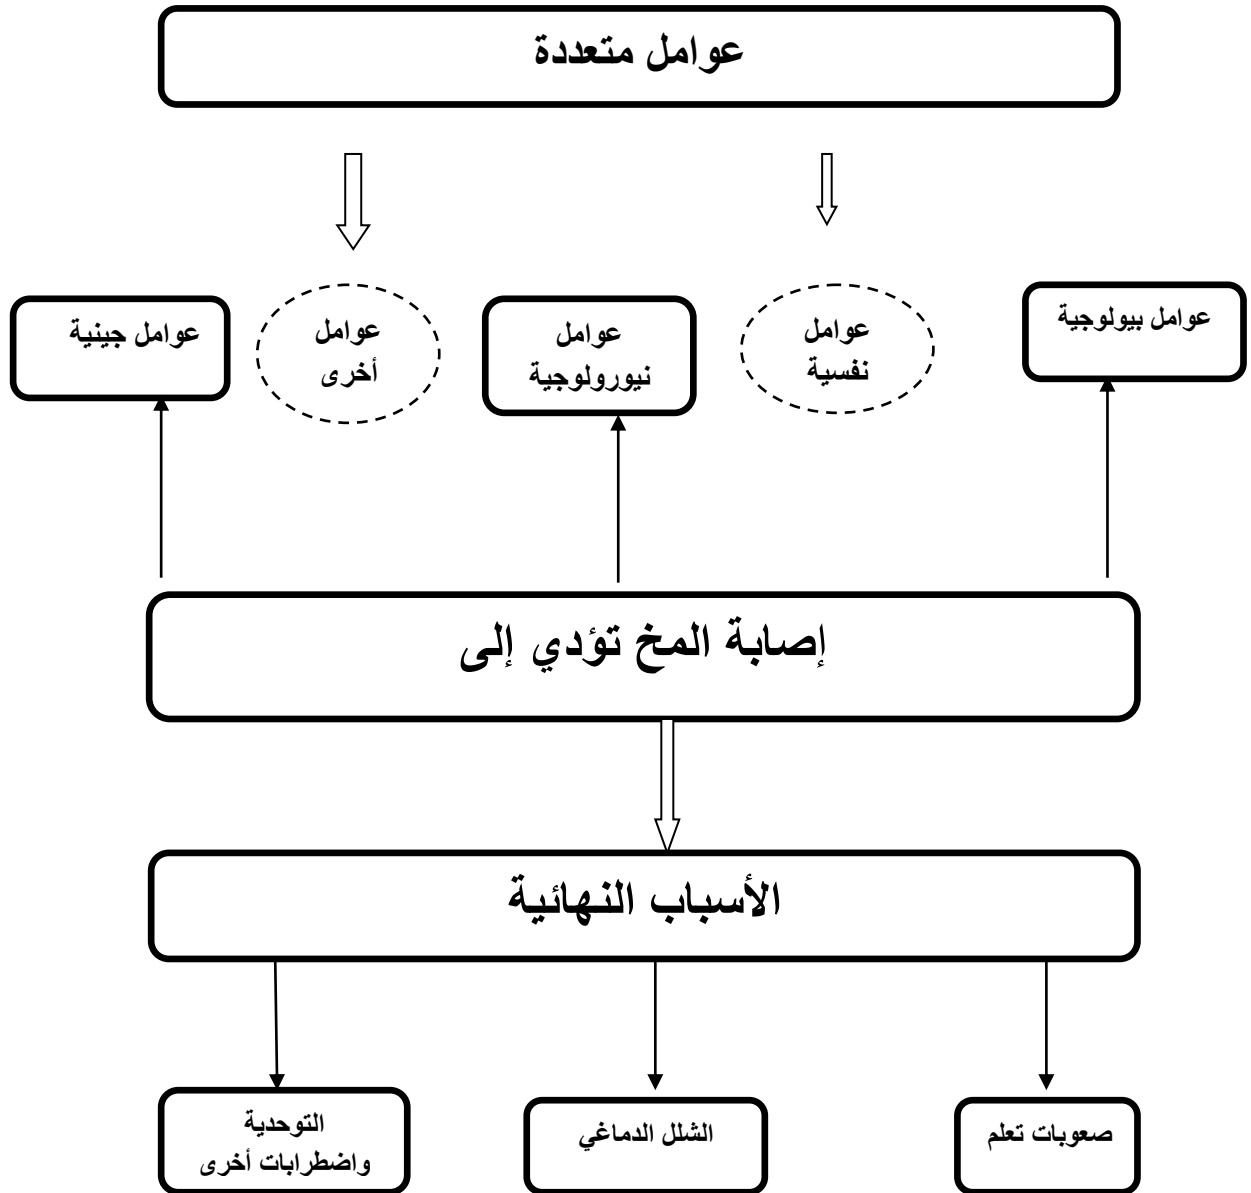 عوامل متعددة
عوامل بيولوجية
عوامل
نفسية
عوامل
نيورولوجية
عوامل
أخرى
عوامل جينية
إصابة المخ تؤدي إلى
الأسباب النهائية
صعوبات تعلم
الشلل الدماغي
التوحدية
واضطرابات أخرى